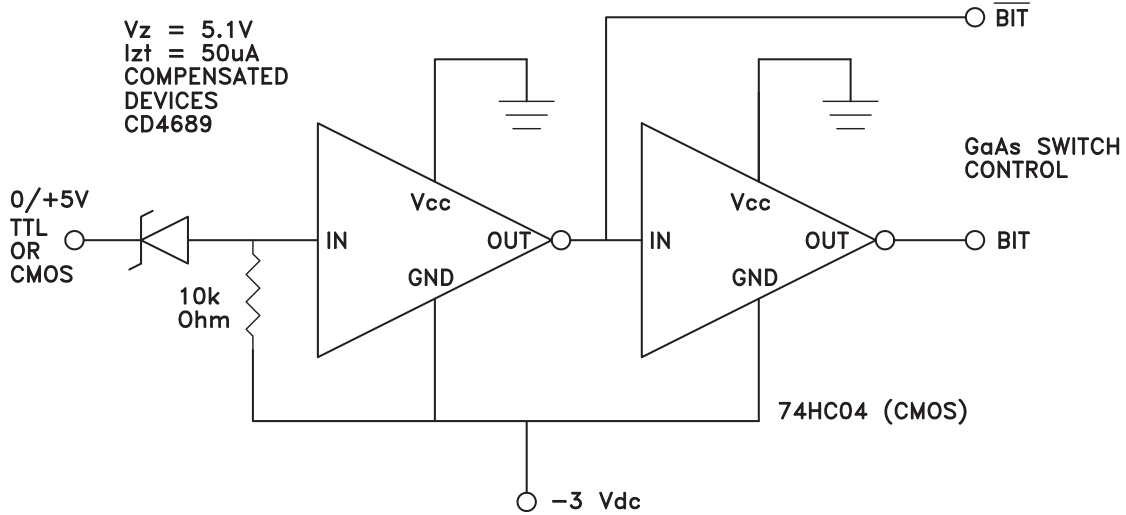 Vz = 5.1V
Izt = 50uA
COMPENSATED
DEVICES
CD4689
BIT
GaAs SWITCH
CONTROL
0/+5V
TTL
OR
CMOS
Vcc
IN
OUT
GND
10k
Ohm
Vcc
IN
OUT
GND
BIT
74HC04 (CMOS)
-3 Vdc